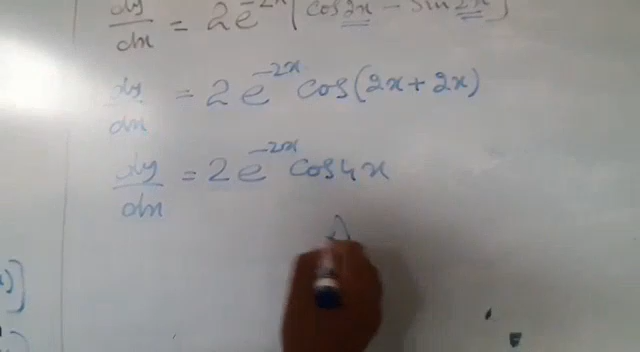 dy/dx = 2e^{-2x} [cos2x - sin2x]
dy/dx = 2e^{-2x} cos(2x + 2x)
dy/dx = 2e^{-2x} cos4x